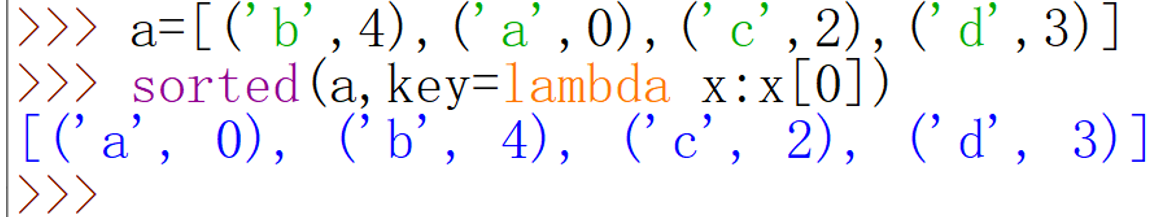 >>> a=[('b',4),('a',0),('c',2),('d',3)]
>>> sorted(a,key=lambda x:x[0])
[('a', 0), ('b', 4), ('c', 2), ('d', 3)]
>>>